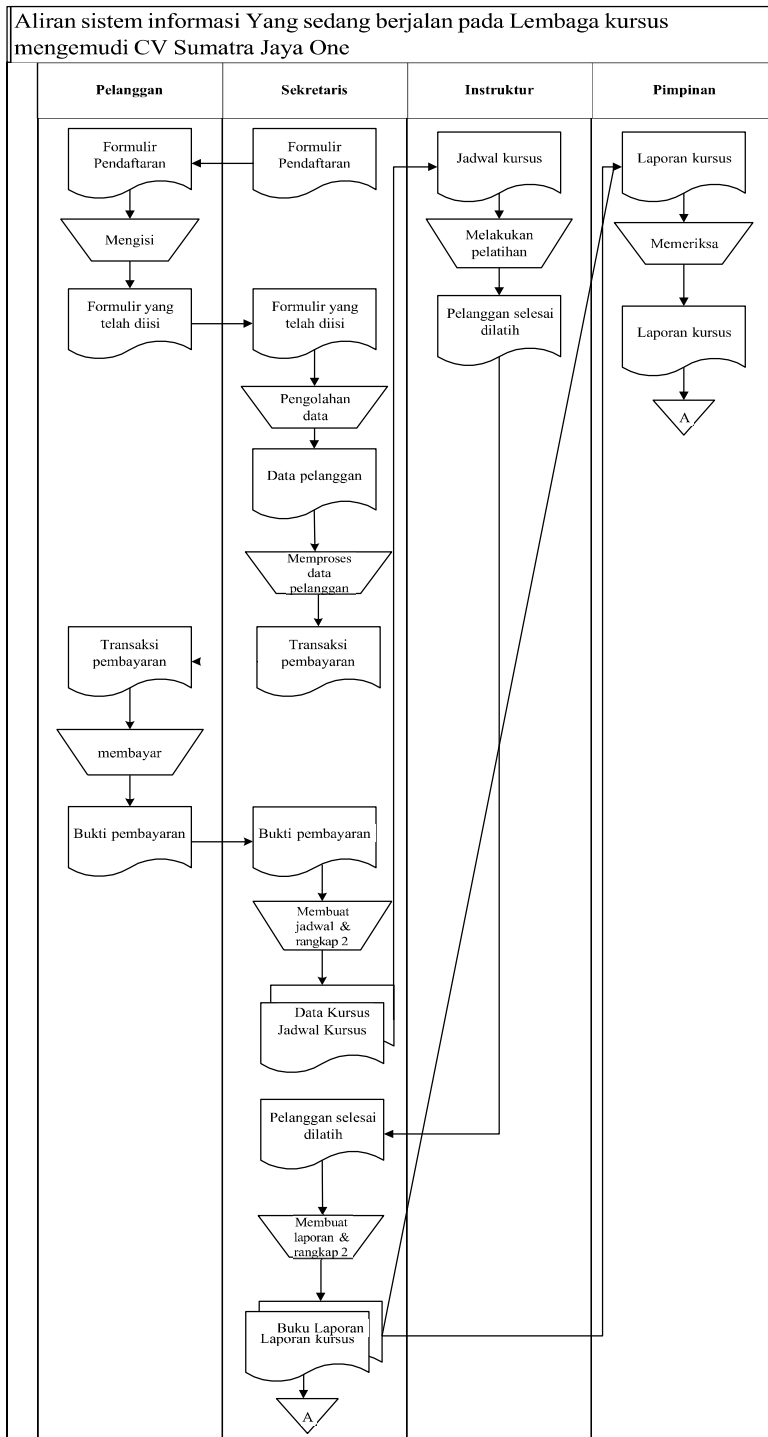 Aliran sistem informasi Yang sedang berjalan pada Lembaga kursus
mengemudi CV Sumatra Jaya One
Pelanggan
Sekretaris
Instruktur
Pimpinan
Formulir
Pendaftaran
Formulir
Pendaftaran
Jadwal kursus
Laporan kursus
Mengisi
Melakukan
pelatihan
Memeriksa
Formulir yang
telah diisi
Formulir yang
telah diisi
Pelanggan selesai
dilatih
Laporan kursus
Pengolahan
data
A
Data pelanggan
Memproses
data
pelanggan
Transaksi
pembayaran
Transaksi
pembayaran
membayar
Bukti pembayaran
Bukti pembayaran
Membuat
jadwal &
rangkap 2
Data Kursus
Jadwal Kursus
Pelanggan selesai
dilatih
Membuat
laporan &
rangkap 2
Buku Laporan
Laporan kursus
A